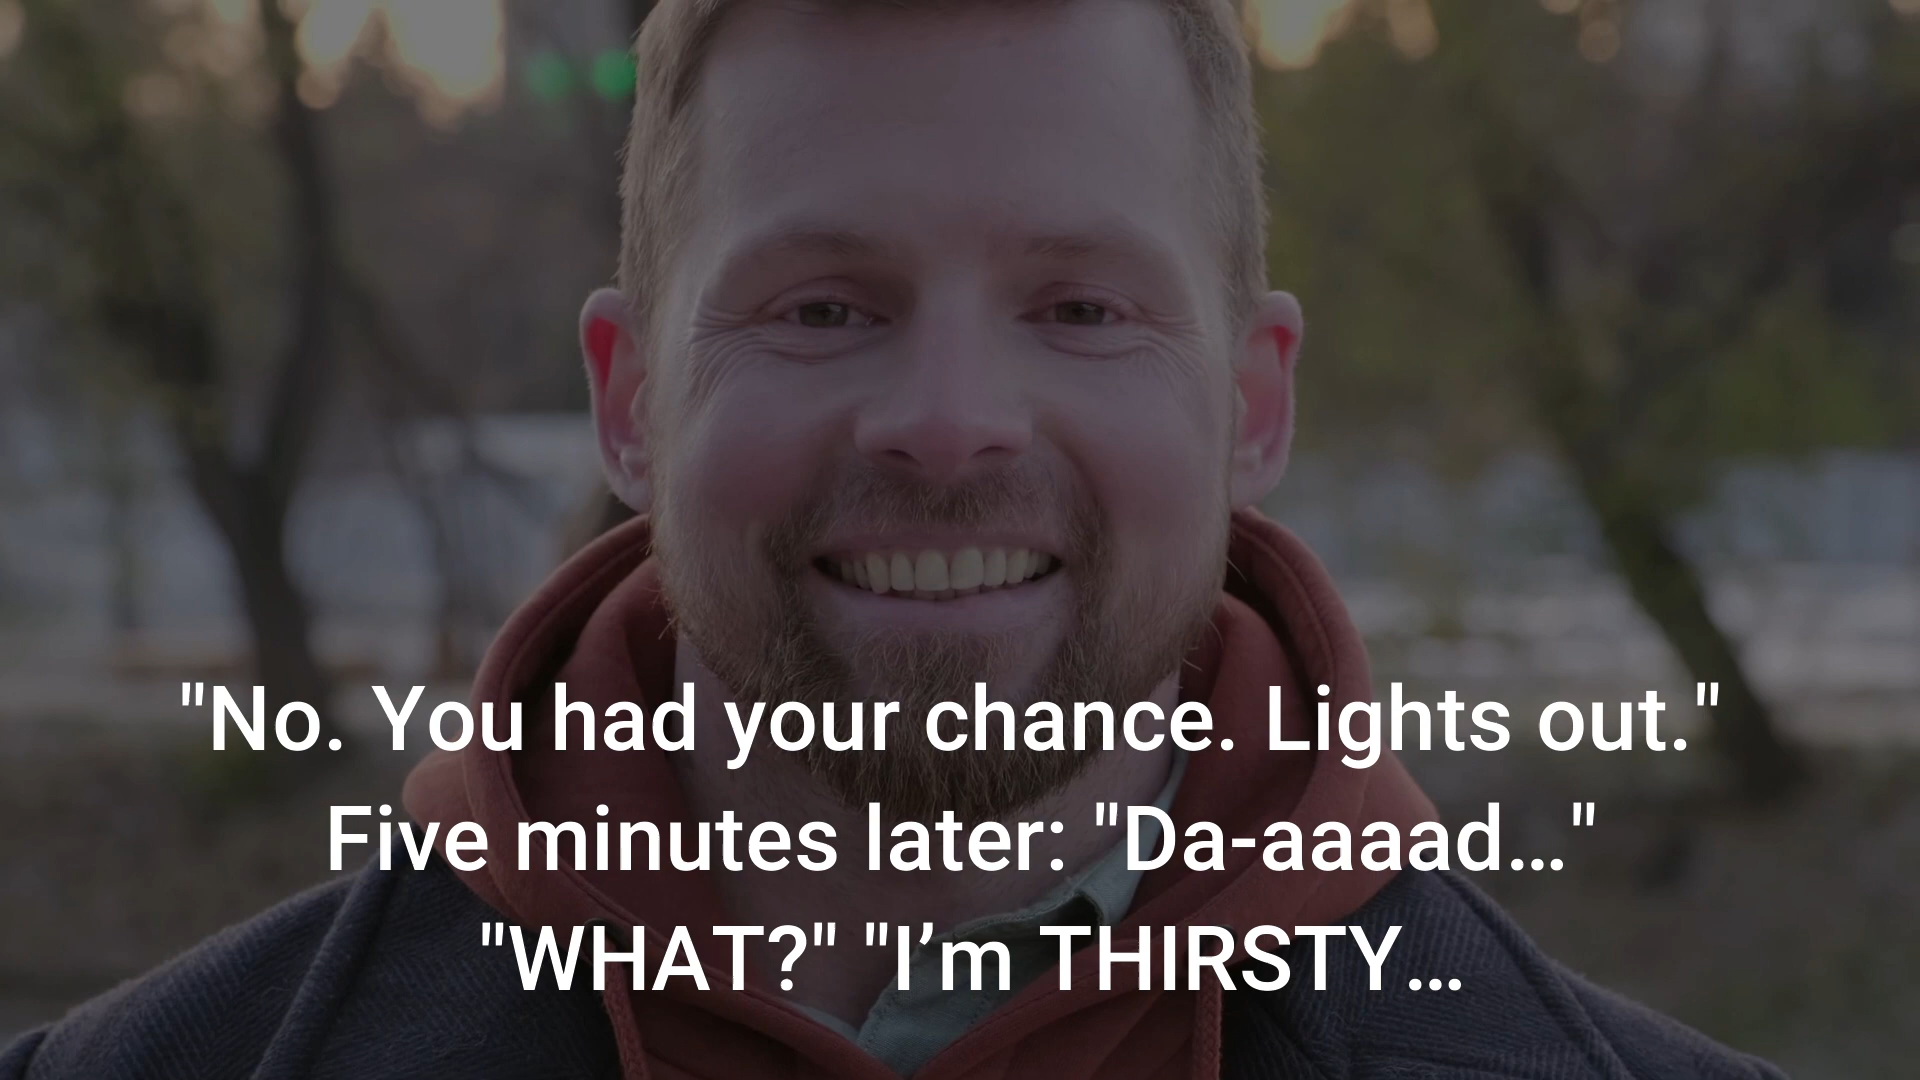 "No. You had your chance. Lights out."
Five minutes later: "Da-aaaad…"
"WHAT?" "I’m THIRSTY…